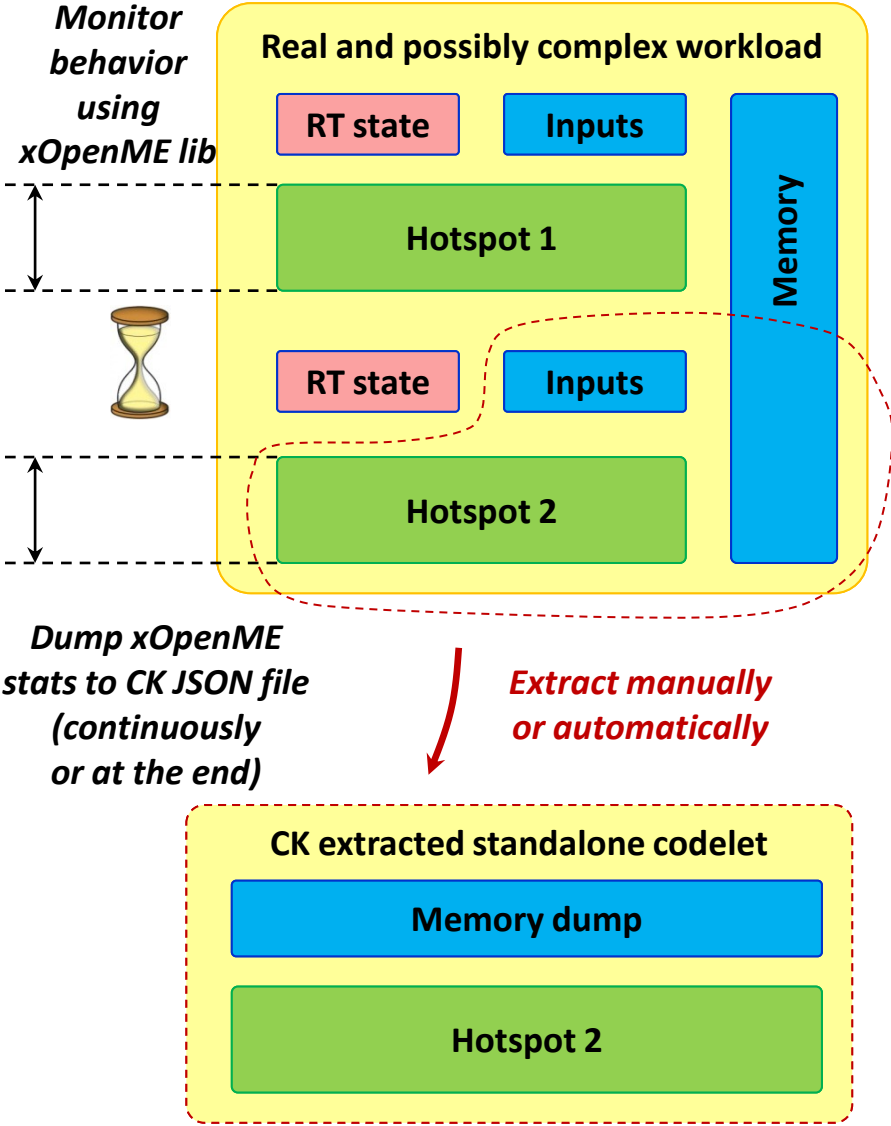 Monitor
behavior
using
xOpenME lib
Real and possibly complex workload
RT state
Inputs
Memory
Hotspot 1
RT state
Inputs
Hotspot 2
Dump xOpenME
stats to CK JSON file
(continuously
or at the end)
Extract manually
or automatically
CK extracted standalone codelet
Memory dump
Hotspot 2